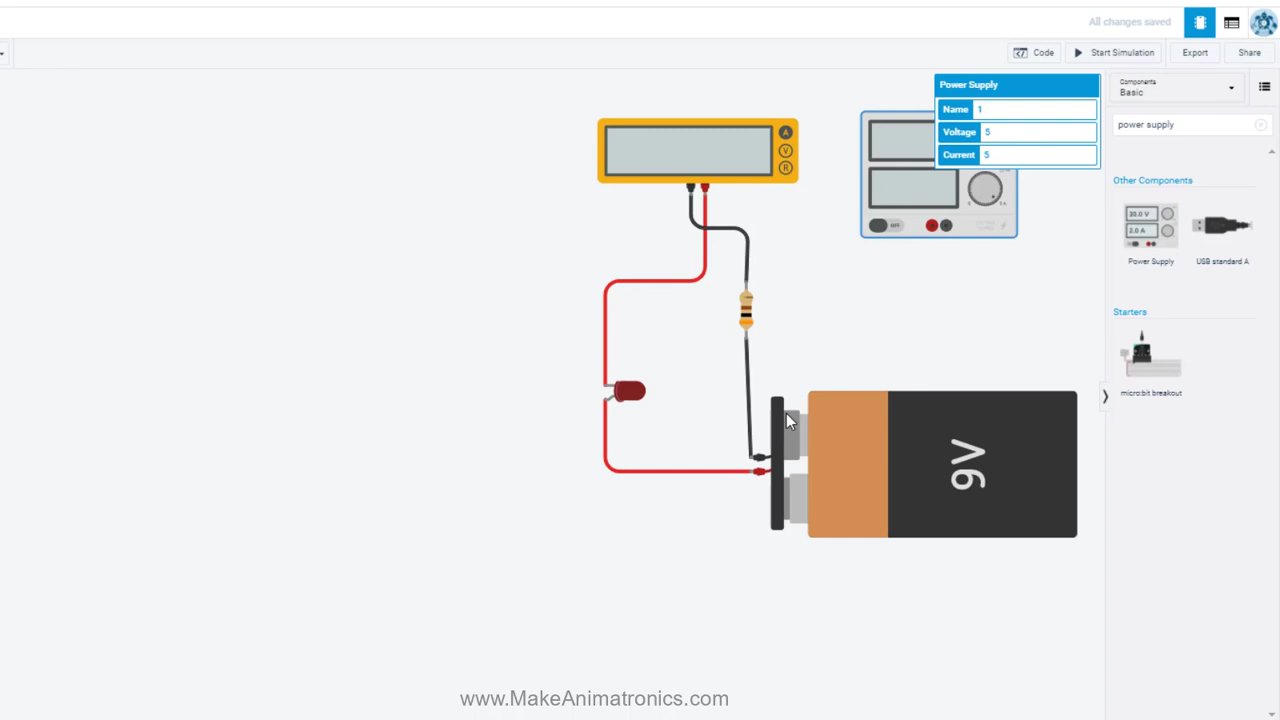 All changes saved
Code
Start Simulation
Export
Share
Power Supply
Name 1
Voltage 5
Current 5
Components
Basic
power supply
A
V
R
OFF
Other Components
30.0 V
2.0 A
Power Supply
USB standard A
Starters
micro:bit breakout
9V
www.MakeAnimatronics.com